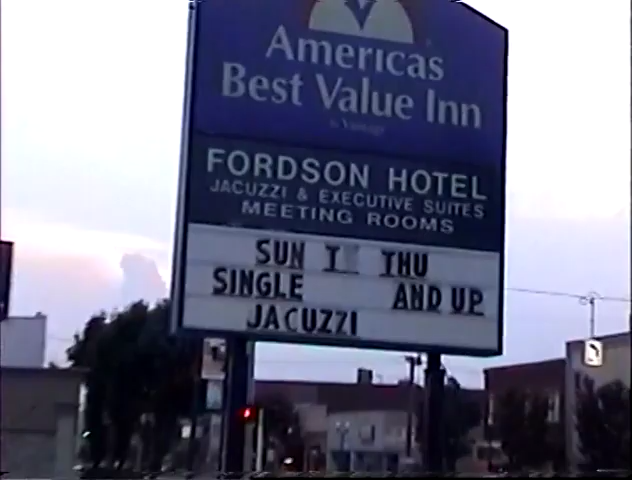 Americas
Best Value Inn
FORDSON HOTEL
JACUZZI & EXECUTIVE SUITES
MEETING ROOMS
SUN T THU
SINGLE AND UP
JACUZZI